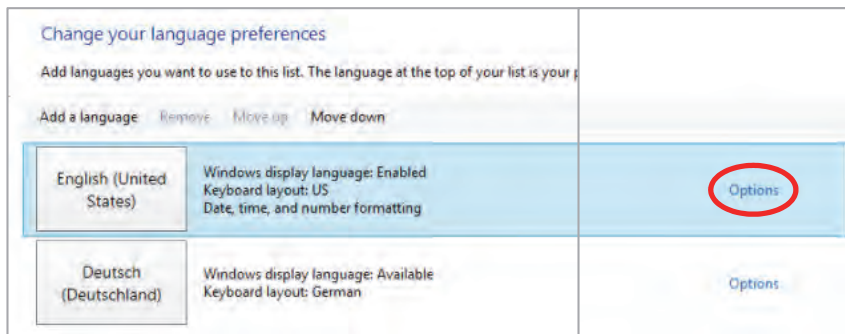 Change your language preferences
Add languages you want to use to this list. The language at the top of your list is your
Add a language Remove Move up Move down
English (United
States)
Windows display language: Enabled
Keyboard layout: US
Date, time, and number formatting
Options
Deutsch
(Deutschland)
Windows display language: Available
Keyboard layout: German
Options